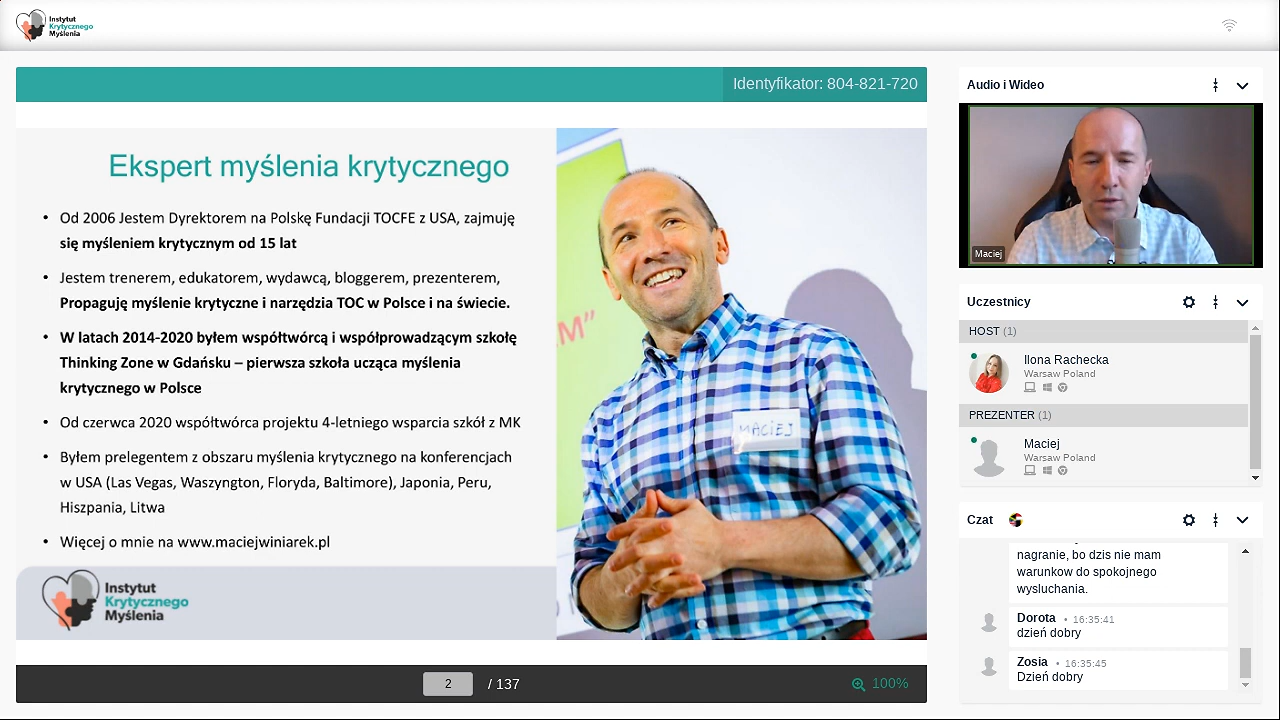 Instytut
Krytycznego
Myślenia
Identyfikator: 804-821-720
Ekspert myślenia krytycznego
• Od 2006 Jestem Dyrektorem na Polskę Fundacji TOCFE z USA, zajmuję
się myśleniem krytycznym od 15 lat
• Jestem trenerem, edukatorem, wydawcą, bloggerem, prezenterem,
Propaguję myślenie krytyczne i narzędzia TOC w Polsce i na świecie.
• W latach 2014-2020 byłem współtwórcą i współprowadzącym szkołę
Thinking Zone w Gdańsku – pierwsza szkoła ucząca myślenia
krytycznego w Polsce
• Od czerwca 2020 współtwórca projektu 4-letniego wsparcia szkół z MK
• Byłem prelegentem z obszaru myślenia krytycznego na konferencjach
w USA (Las Vegas, Waszyngton, Floryda, Baltimore), Japonia, Peru,
Hiszpania, Litwa
• Więcej o mnie na www.maciejwiniarek.pl
Instytut
Krytycznego
Myślenia
MACIEJ
2 / 137
100%
Audio i Wideo
Maciej
Uczestnicy
HOST (1)
Ilona Rachecka
Warsaw Poland
PREZENTER (1)
Maciej
Warsaw Poland
Czat
nagranie, bo dzis nie mam
warunkow do spokojnego
wysluchania.
Dorota • 16:35:41
dzień dobry
Zosia • 16:35:45
Dzień dobry